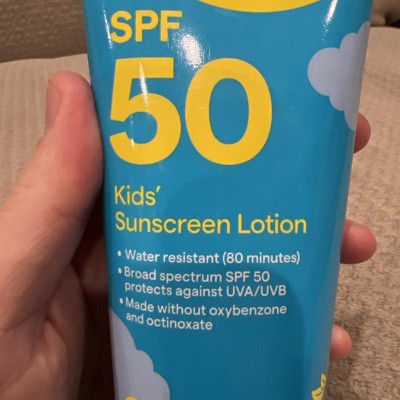 SPF
50
Kids'
Sunscreen Lotion
• Water resistant (80 minutes)
• Broad spectrum SPF 50
protects against UVA/UVB
• Made without oxybenzone
and octinoxate